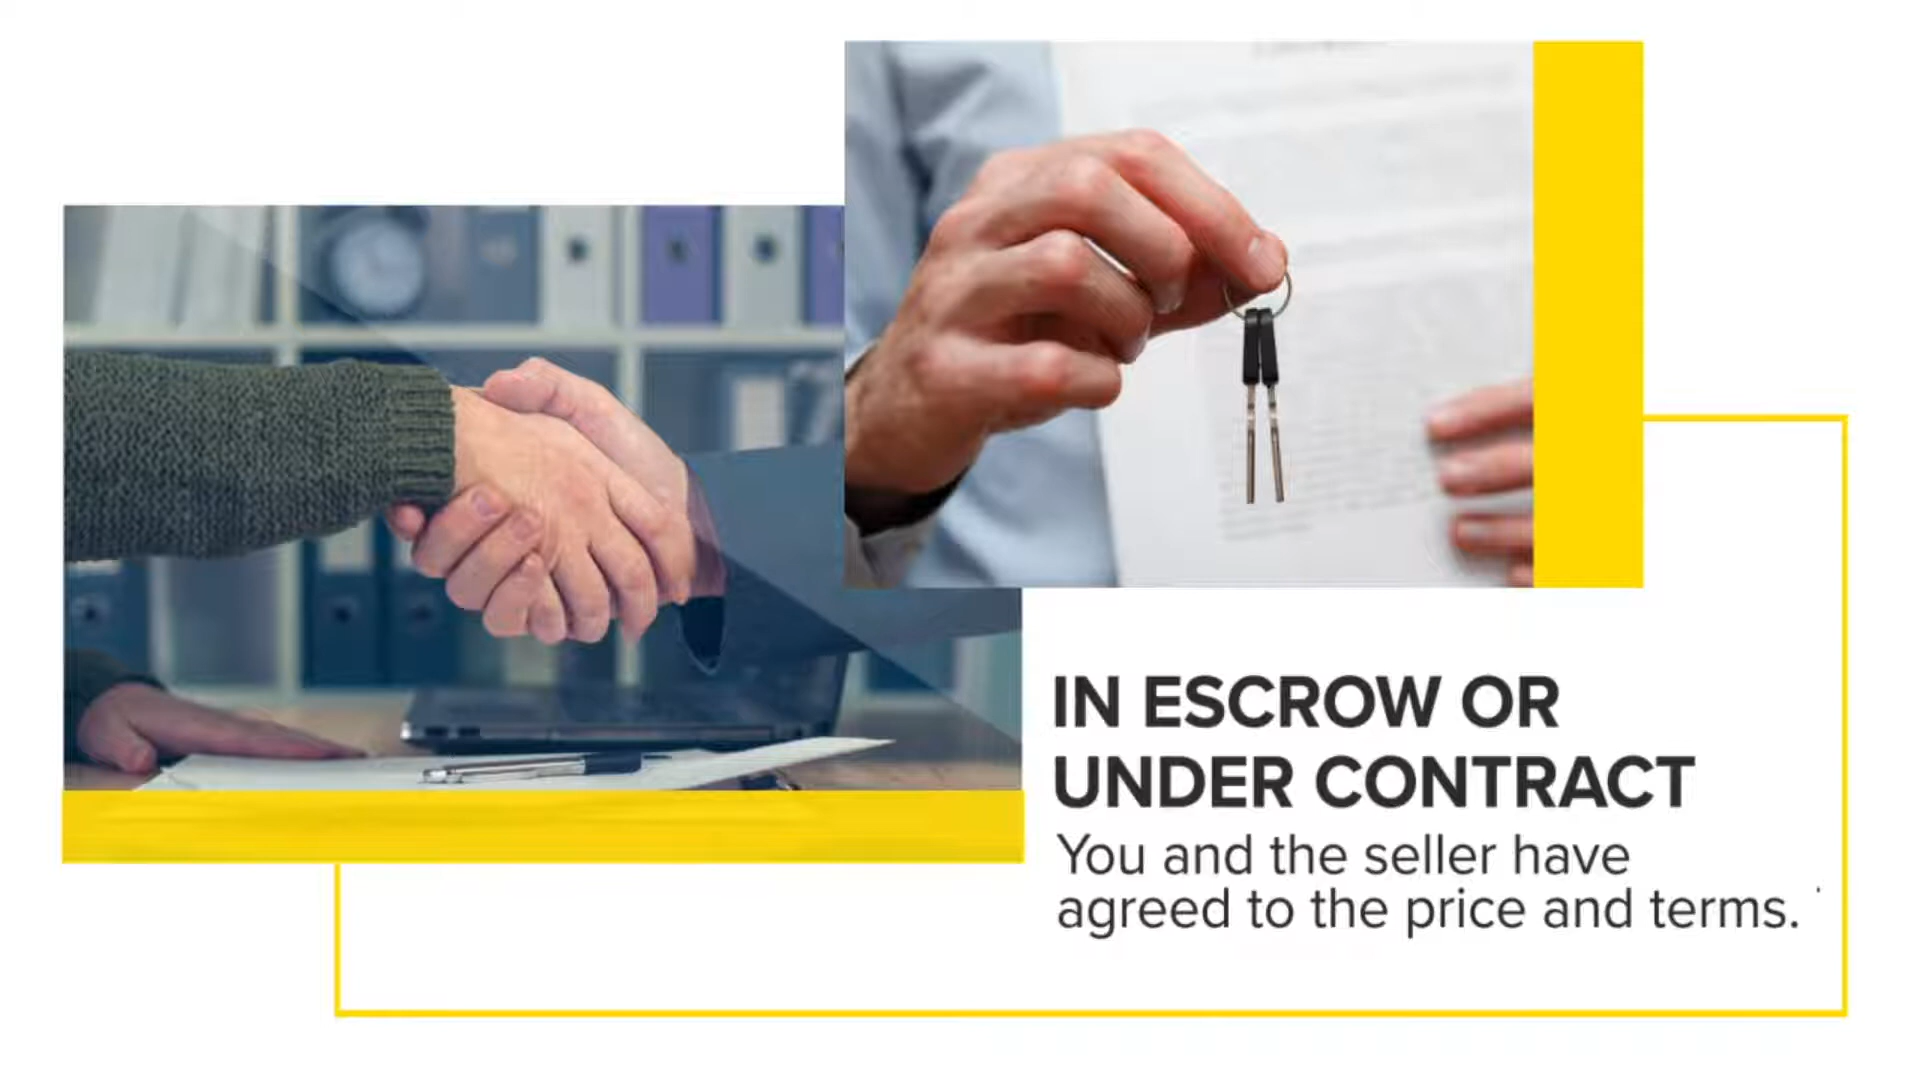 IN ESCROW OR
UNDER CONTRACT
You and the seller have
agreed to the price and terms.